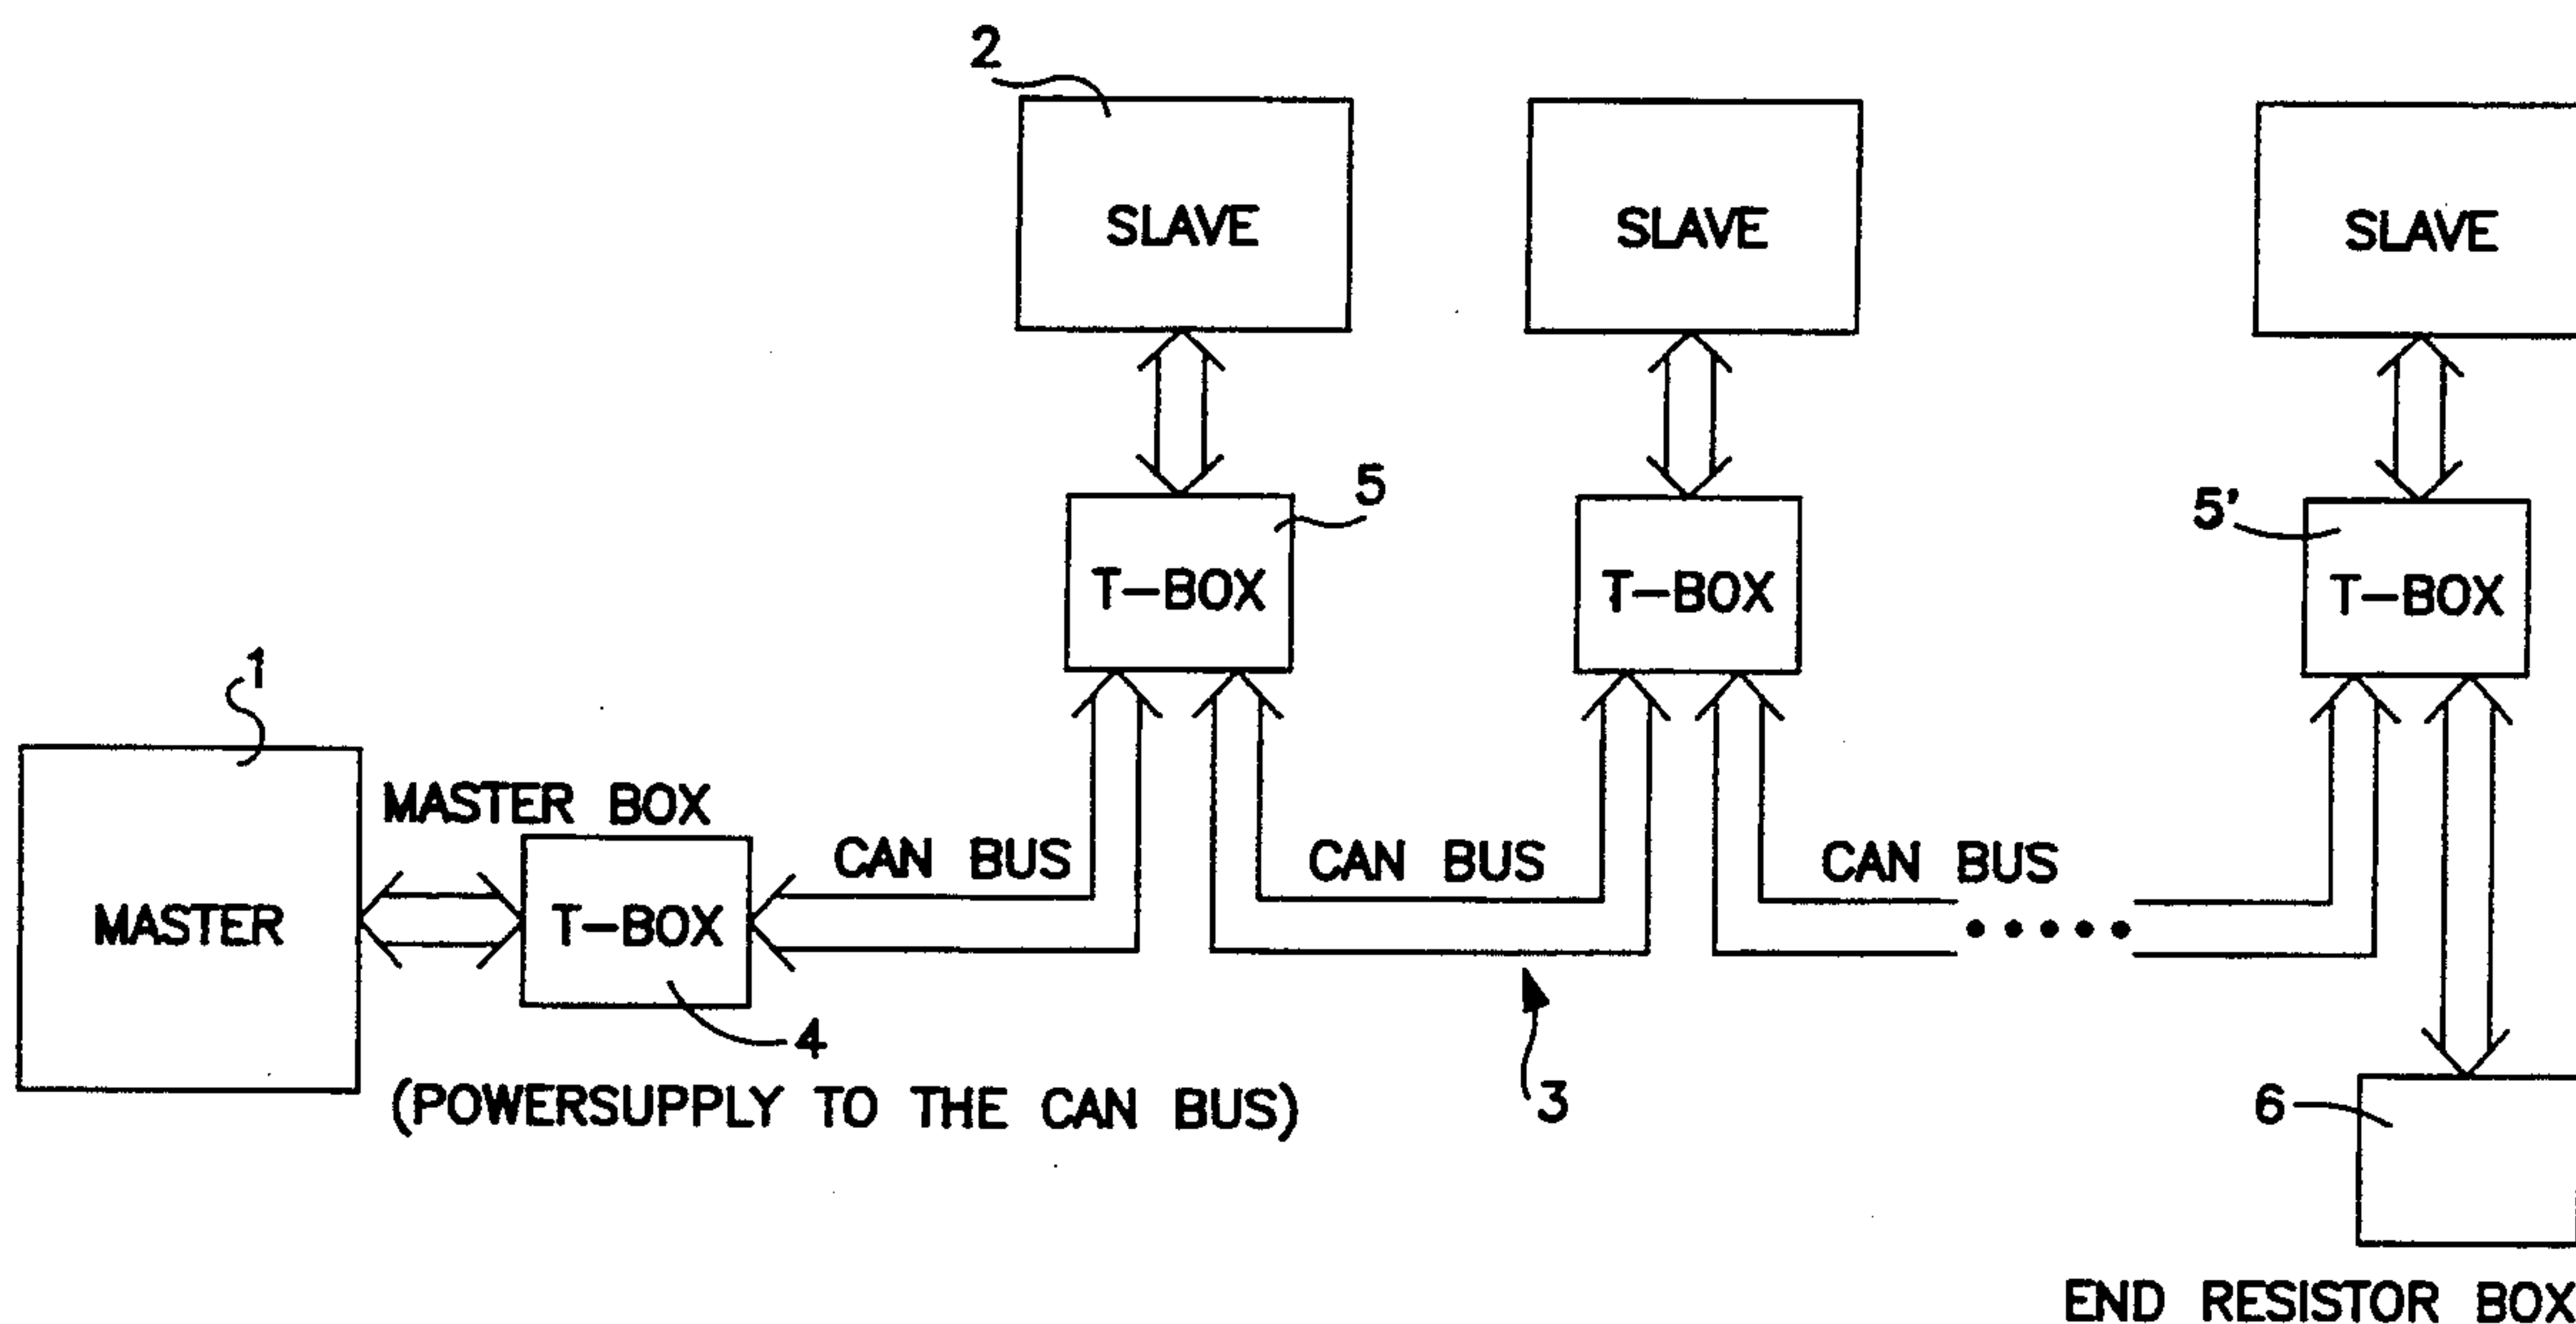 2
SLAVE
SLAVE
SLAVE
5
5'
T-BOX
T-BOX
T-BOX
1
MASTER BOX
CAN BUS
CAN BUS
CAN BUS
MASTER
T-BOX
4
(POWERSUPPLY TO THE CAN BUS)
3
6
END RESISTOR BOX